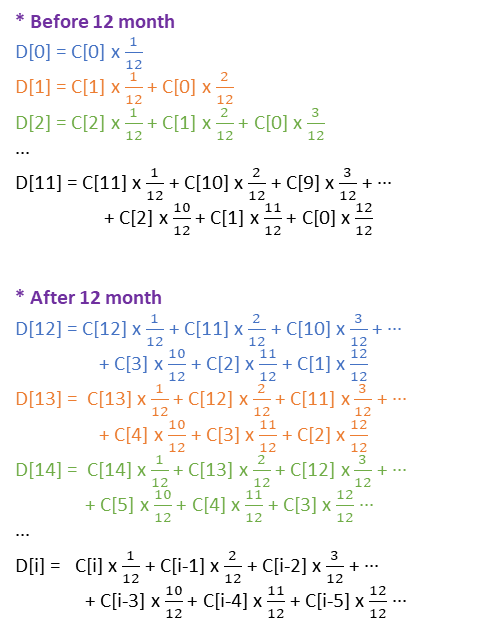 * Before 12 month
D[0] = C[0] x 1/12
D[1] = C[1] x 1/12 + C[0] x 2/12
D[2] = C[2] x 1/12 + C[1] x 2/12 + C[0] x 3/12
...
D[11] = C[11] x 1/12 + C[10] x 2/12 + C[9] x 3/12 + ⋯
+ C[2] x 10/12 + C[1] x 11/12 + C[0] x 12/12
* After 12 month
D[12] = C[12] x 1/12 + C[11] x 2/12 + C[10] x 3/12 + ⋯
+ C[3] x 10/12 + C[2] x 11/12 + C[1] x 12/12
D[13] = C[13] x 1/12 + C[12] x 2/12 + C[11] x 3/12 + ⋯
+ C[4] x 10/12 + C[3] x 11/12 + C[2] x 12/12
D[14] = C[14] x 1/12 + C[13] x 2/12 + C[12] x 3/12 + ⋯
+ C[5] x 10/12 + C[4] x 11/12 + C[3] x 12/12 ⋯
...
D[i] = C[i] x 1/12 + C[i-1] x 2/12 + C[i-2] x 3/12 + ⋯
+ C[i-3] x 10/12 + C[i-4] x 11/12 + C[i-5] x 12/12 ⋯